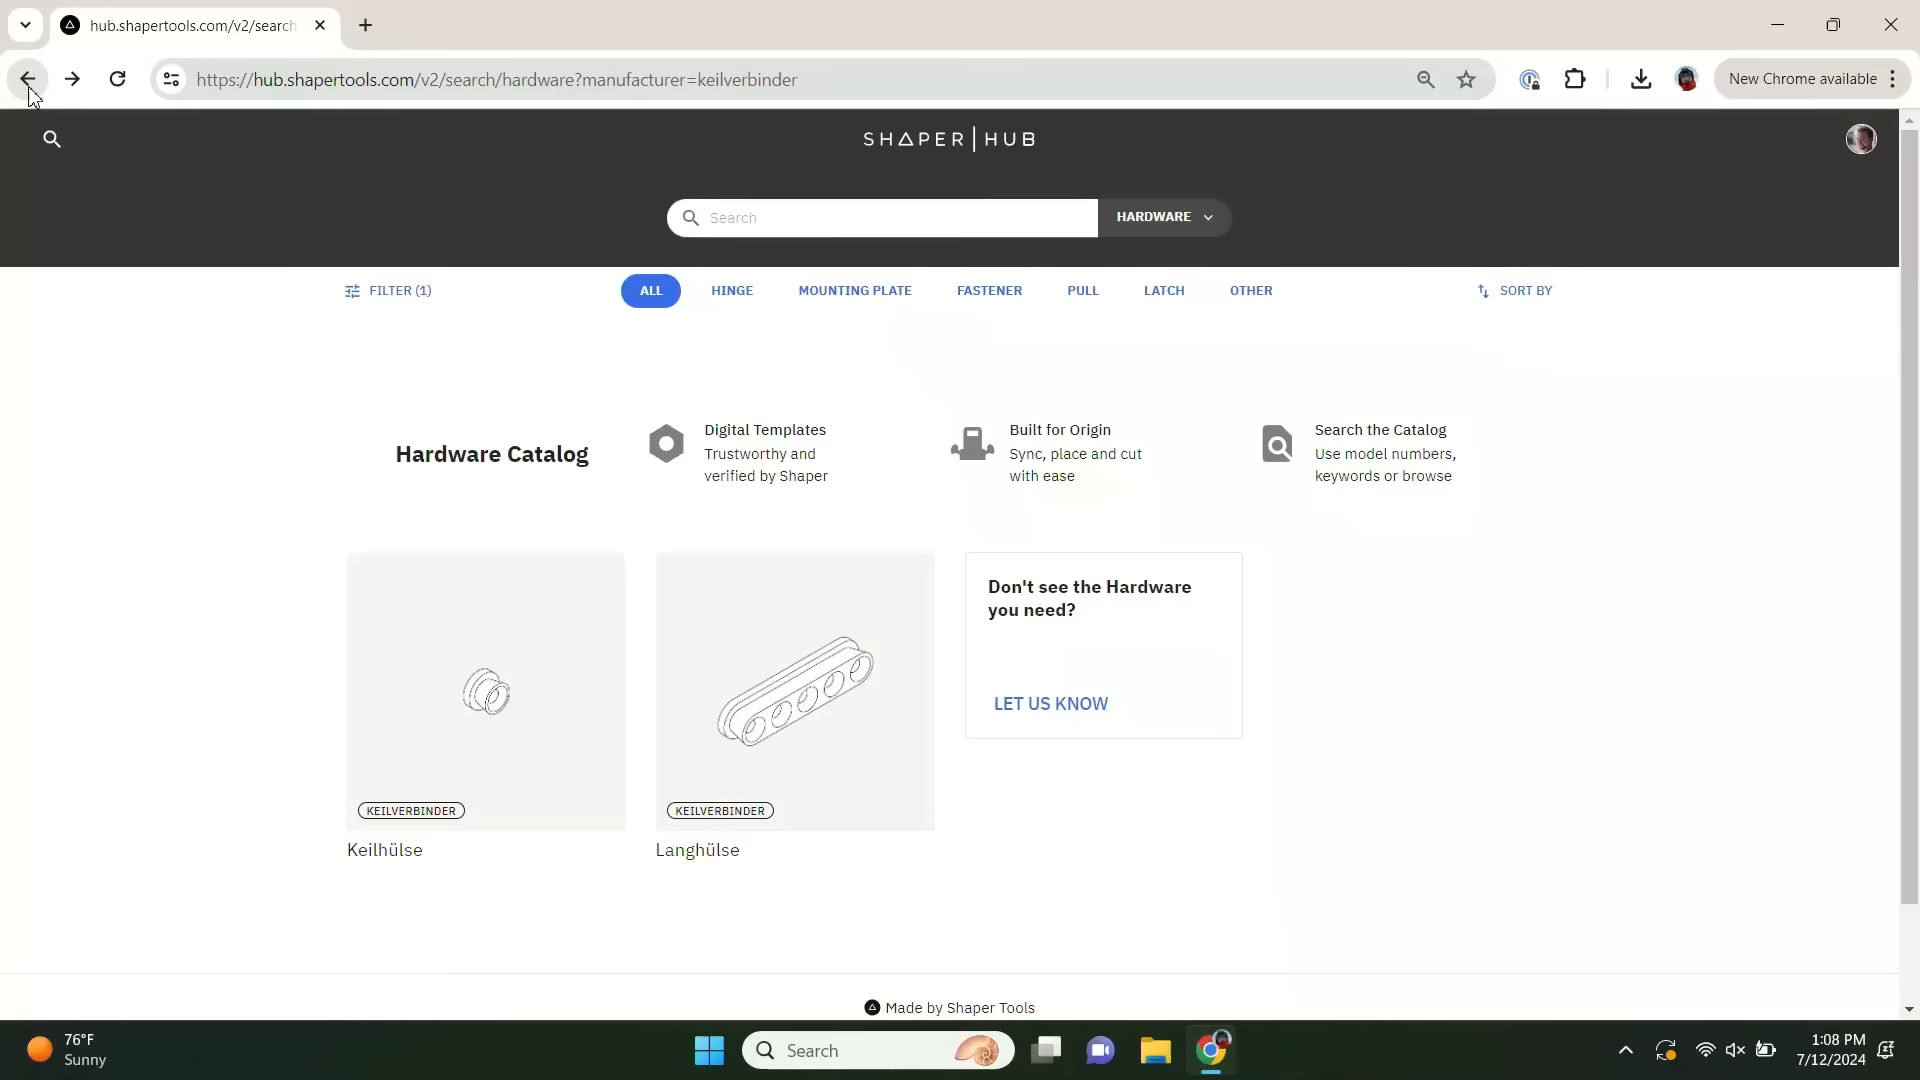 hub.shapertools.com/v2/search
https://hub.shapertools.com/v2/search/hardware?manufacturer=keilverbinder
New Chrome available
SHAPER|HUB
Search
HARDWARE
FILTER (1)
ALL
HINGE
MOUNTING PLATE
FASTENER
PULL
LATCH
OTHER
SORT BY
Hardware Catalog
Digital Templates
Trustworthy and
verified by Shaper
Built for Origin
Sync, place and cut
with ease
Search the Catalog
Use model numbers,
keywords or browse
KEILVERBINDER
Keilhülse
KEILVERBINDER
Langhülse
Don't see the Hardware
you need?
LET US KNOW
Made by Shaper Tools
76°F
Sunny
Search
1:08 PM
7/12/2024